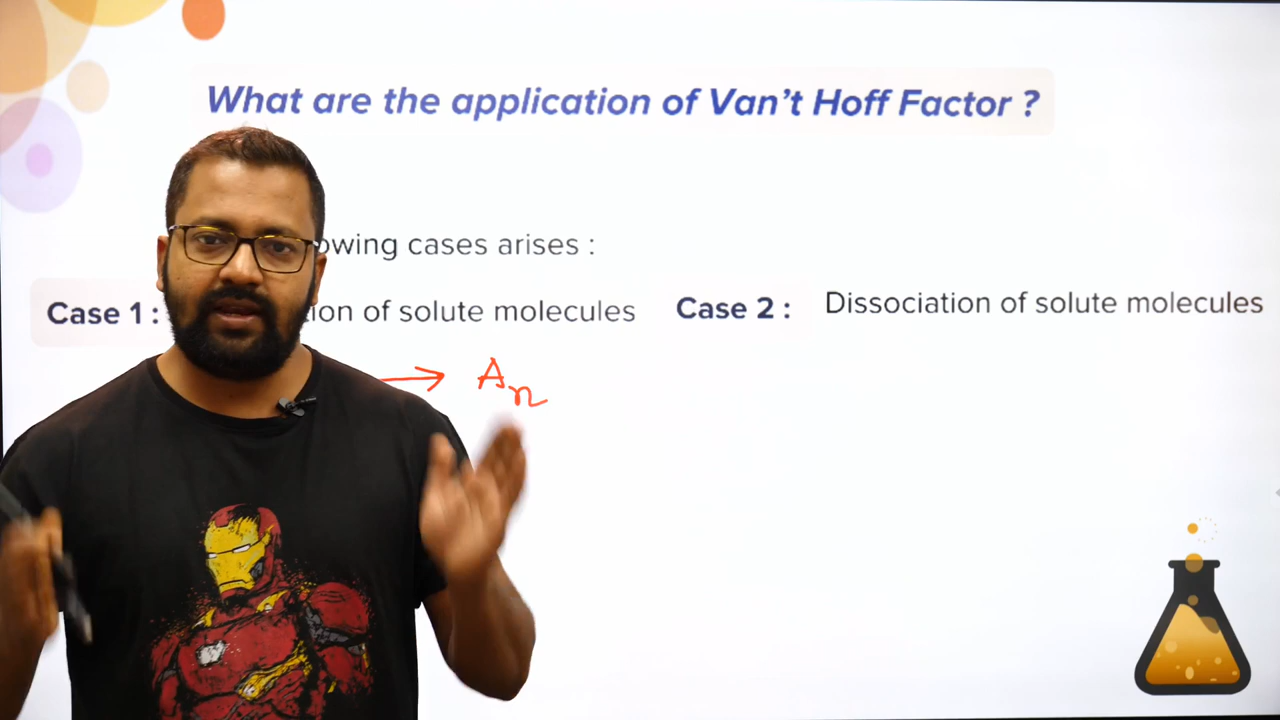 What are the application of Van't Hoff Factor ?
owing cases arises :
Case 1 : ion of solute molecules
Case 2 : Dissociation of solute molecules
→ Aₙ